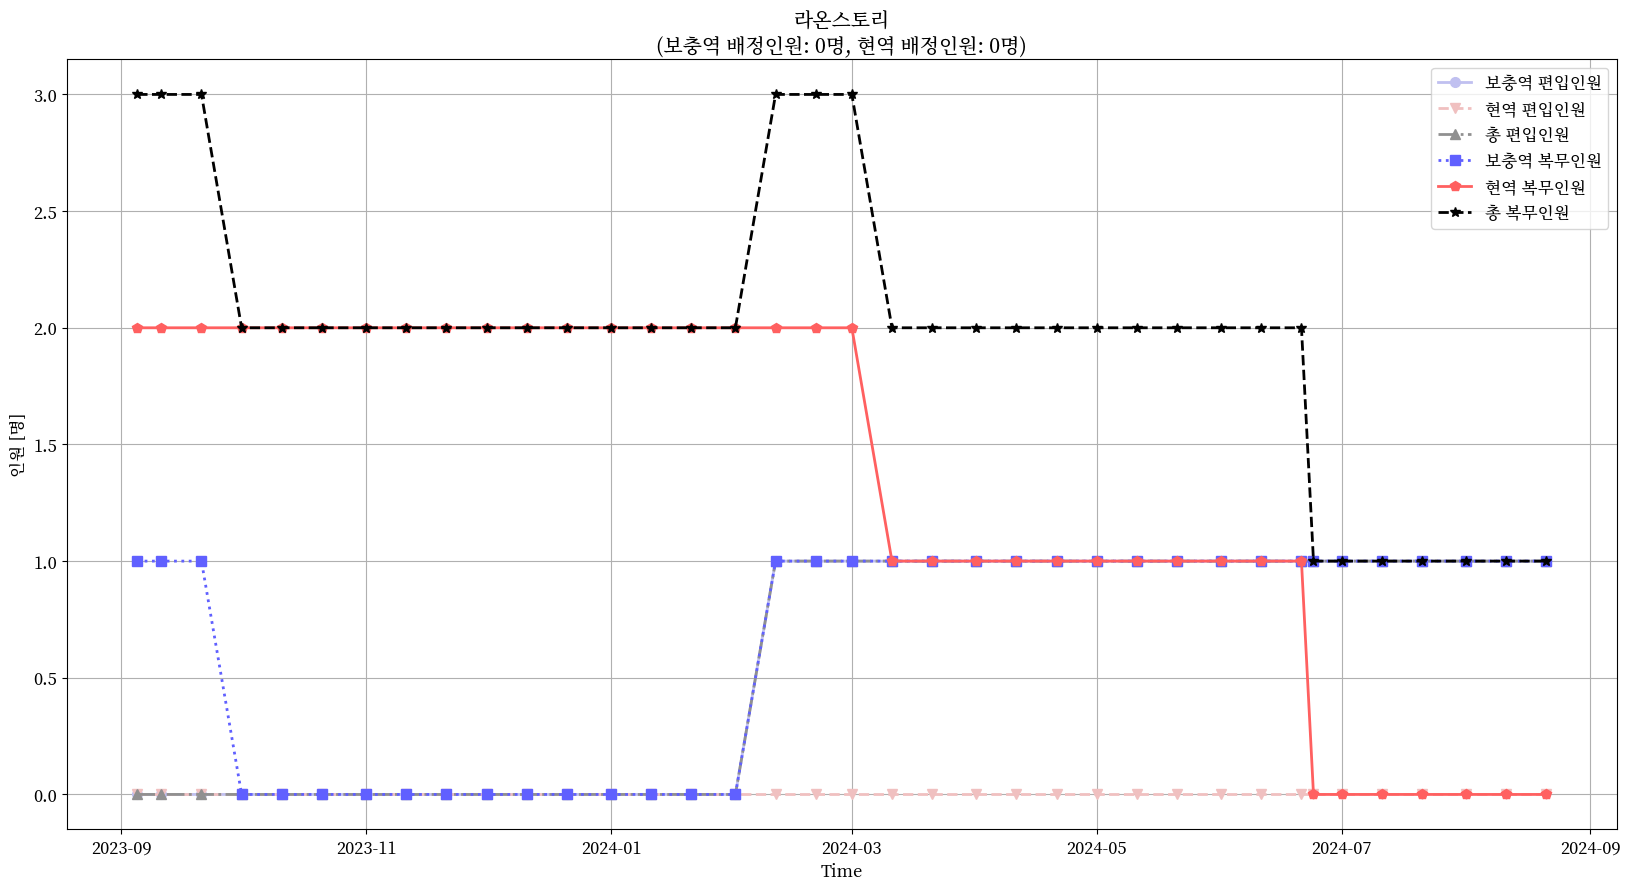 라온스토리
(보충역 배정인원: 0명, 현역 배정인원: 0명)
보충역 편입인원
현역 편입인원
총 편입인원
보충역 복무인원
현역 복무인원
총 복무인원
인원 [명]
3.0
2.5
2.0
1.5
1.0
0.5
0.0
2023-09
2023-11
2024-01
2024-03
2024-05
2024-07
2024-09
Time